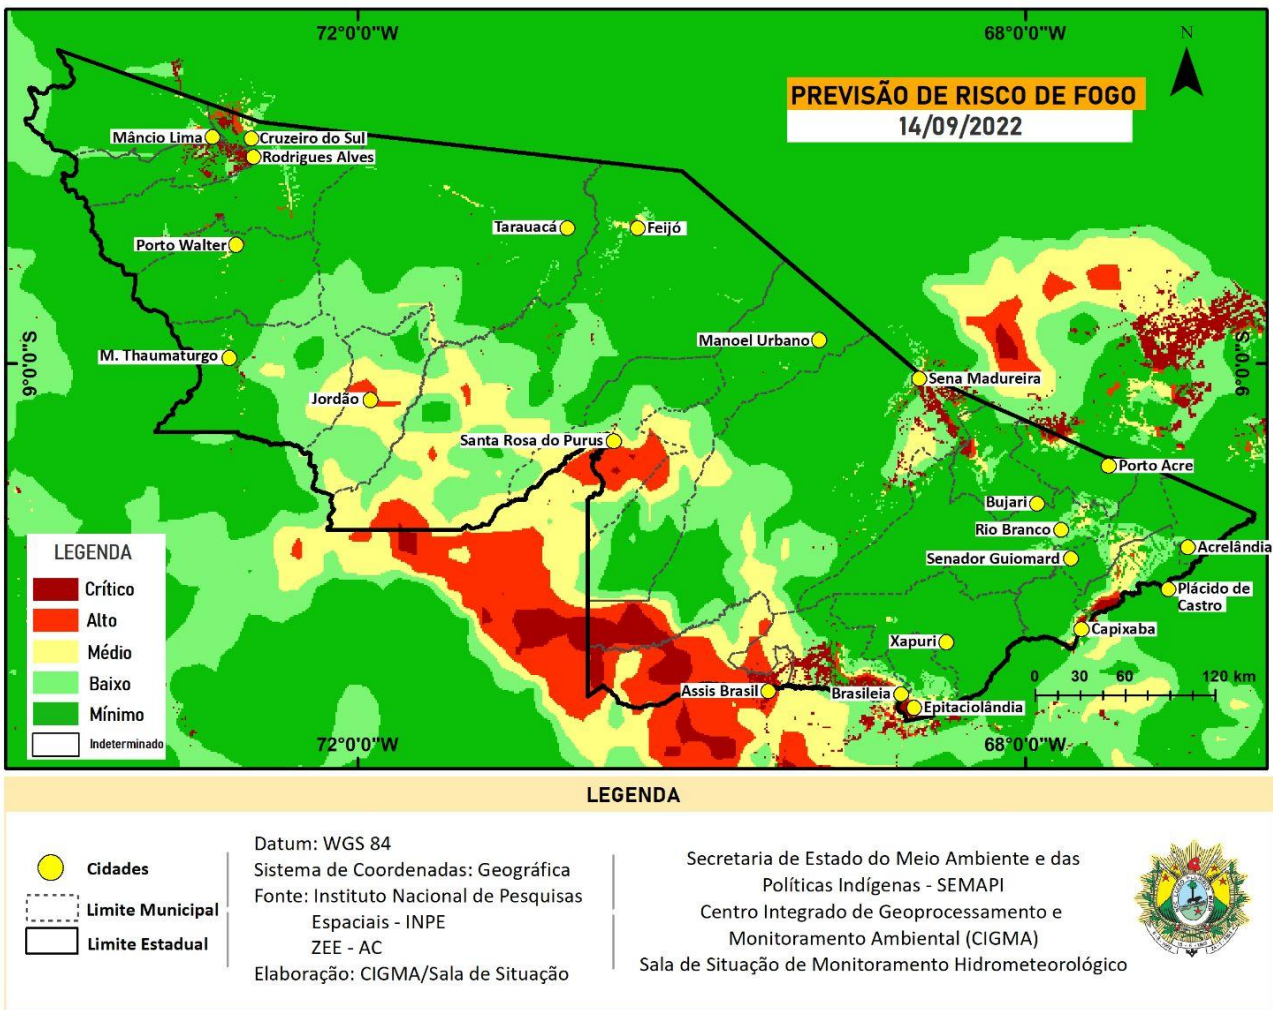 72°0'0"W
68°0'0"W
N
PREVISÃO DE RISCO DE FOGO
14/09/2022
Mâncio Lima
Cruzeiro do Sul
Rodrigues Alves
Tarauacá
Feijó
Porto Walter
Manoel Urbano
M. Thaumaturgo
9°0'0"S
9°0'0"S
Sena Madureira
Jordão
Santa Rosa do Purus
Porto Acre
Bujari
Rio Branco
Acrelândia
Senador Guiomard
Plácido de
Castro
Capixaba
Xapuri
Assis Brasil
Brasileia
Epitaciolândia
0 30 60 120 km
LEGENDA
Crítico
Alto
Médio
Baixo
Mínimo
Indeterminado
72°0'0"W
68°0'0"W
LEGENDA
Cidades
Limite Municipal
Limite Estadual
Datum: WGS 84
Sistema de Coordenadas: Geográfica
Fonte: Instituto Nacional de Pesquisas
Espaciais - INPE
ZEE - AC
Elaboração: CIGMA/Sala de Situação
Secretaria de Estado do Meio Ambiente e das
Políticas Indígenas - SEMAPI
Centro Integrado de Geoprocessamento e
Monitoramento Ambiental (CIGMA)
Sala de Situação de Monitoramento Hidrometeorológico